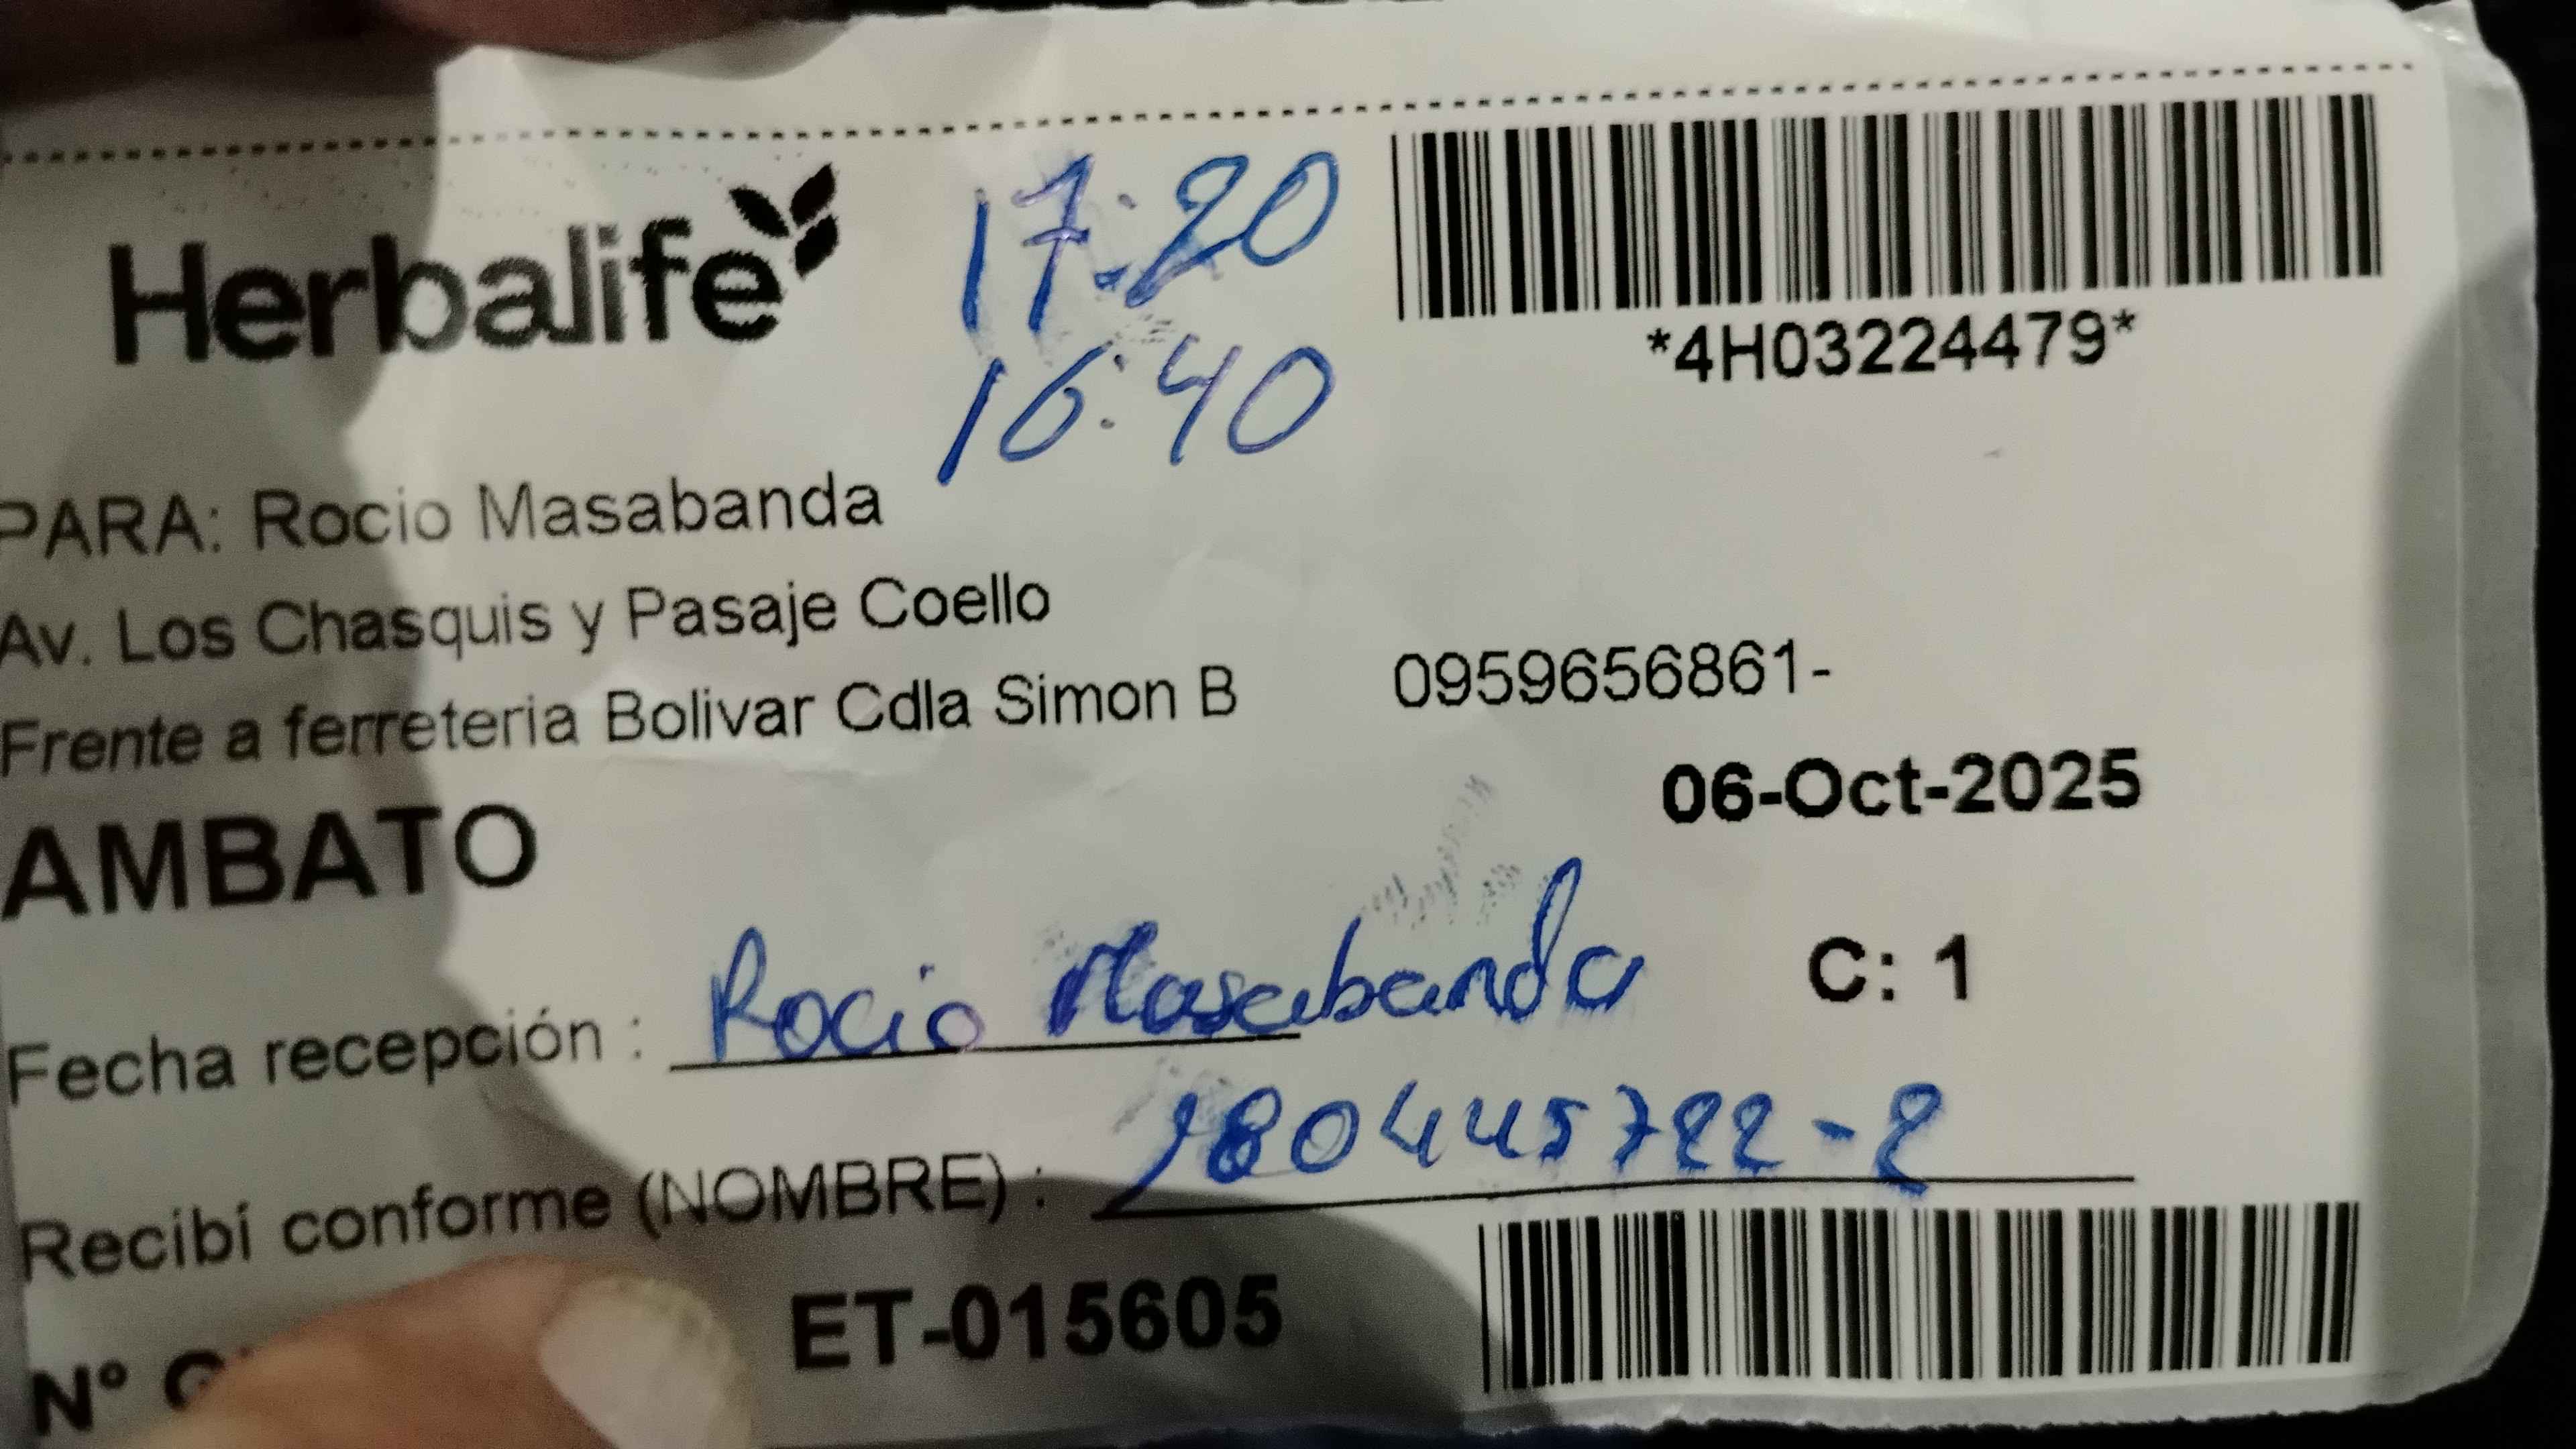 Herbalife
17:20
16:40
*4H03224479*
PARA: Rocio Masabanda
Av. Los Chasquis y Pasaje Coello
Frente a ferreteria Bolivar Cdla Simon B 0959656861-
06-Oct-2025
AMBATO
C: 1
Fecha recepción : Rocio Masabanda
Recibí conforme (NOMBRE) : 180445722-2
N° ET-015605